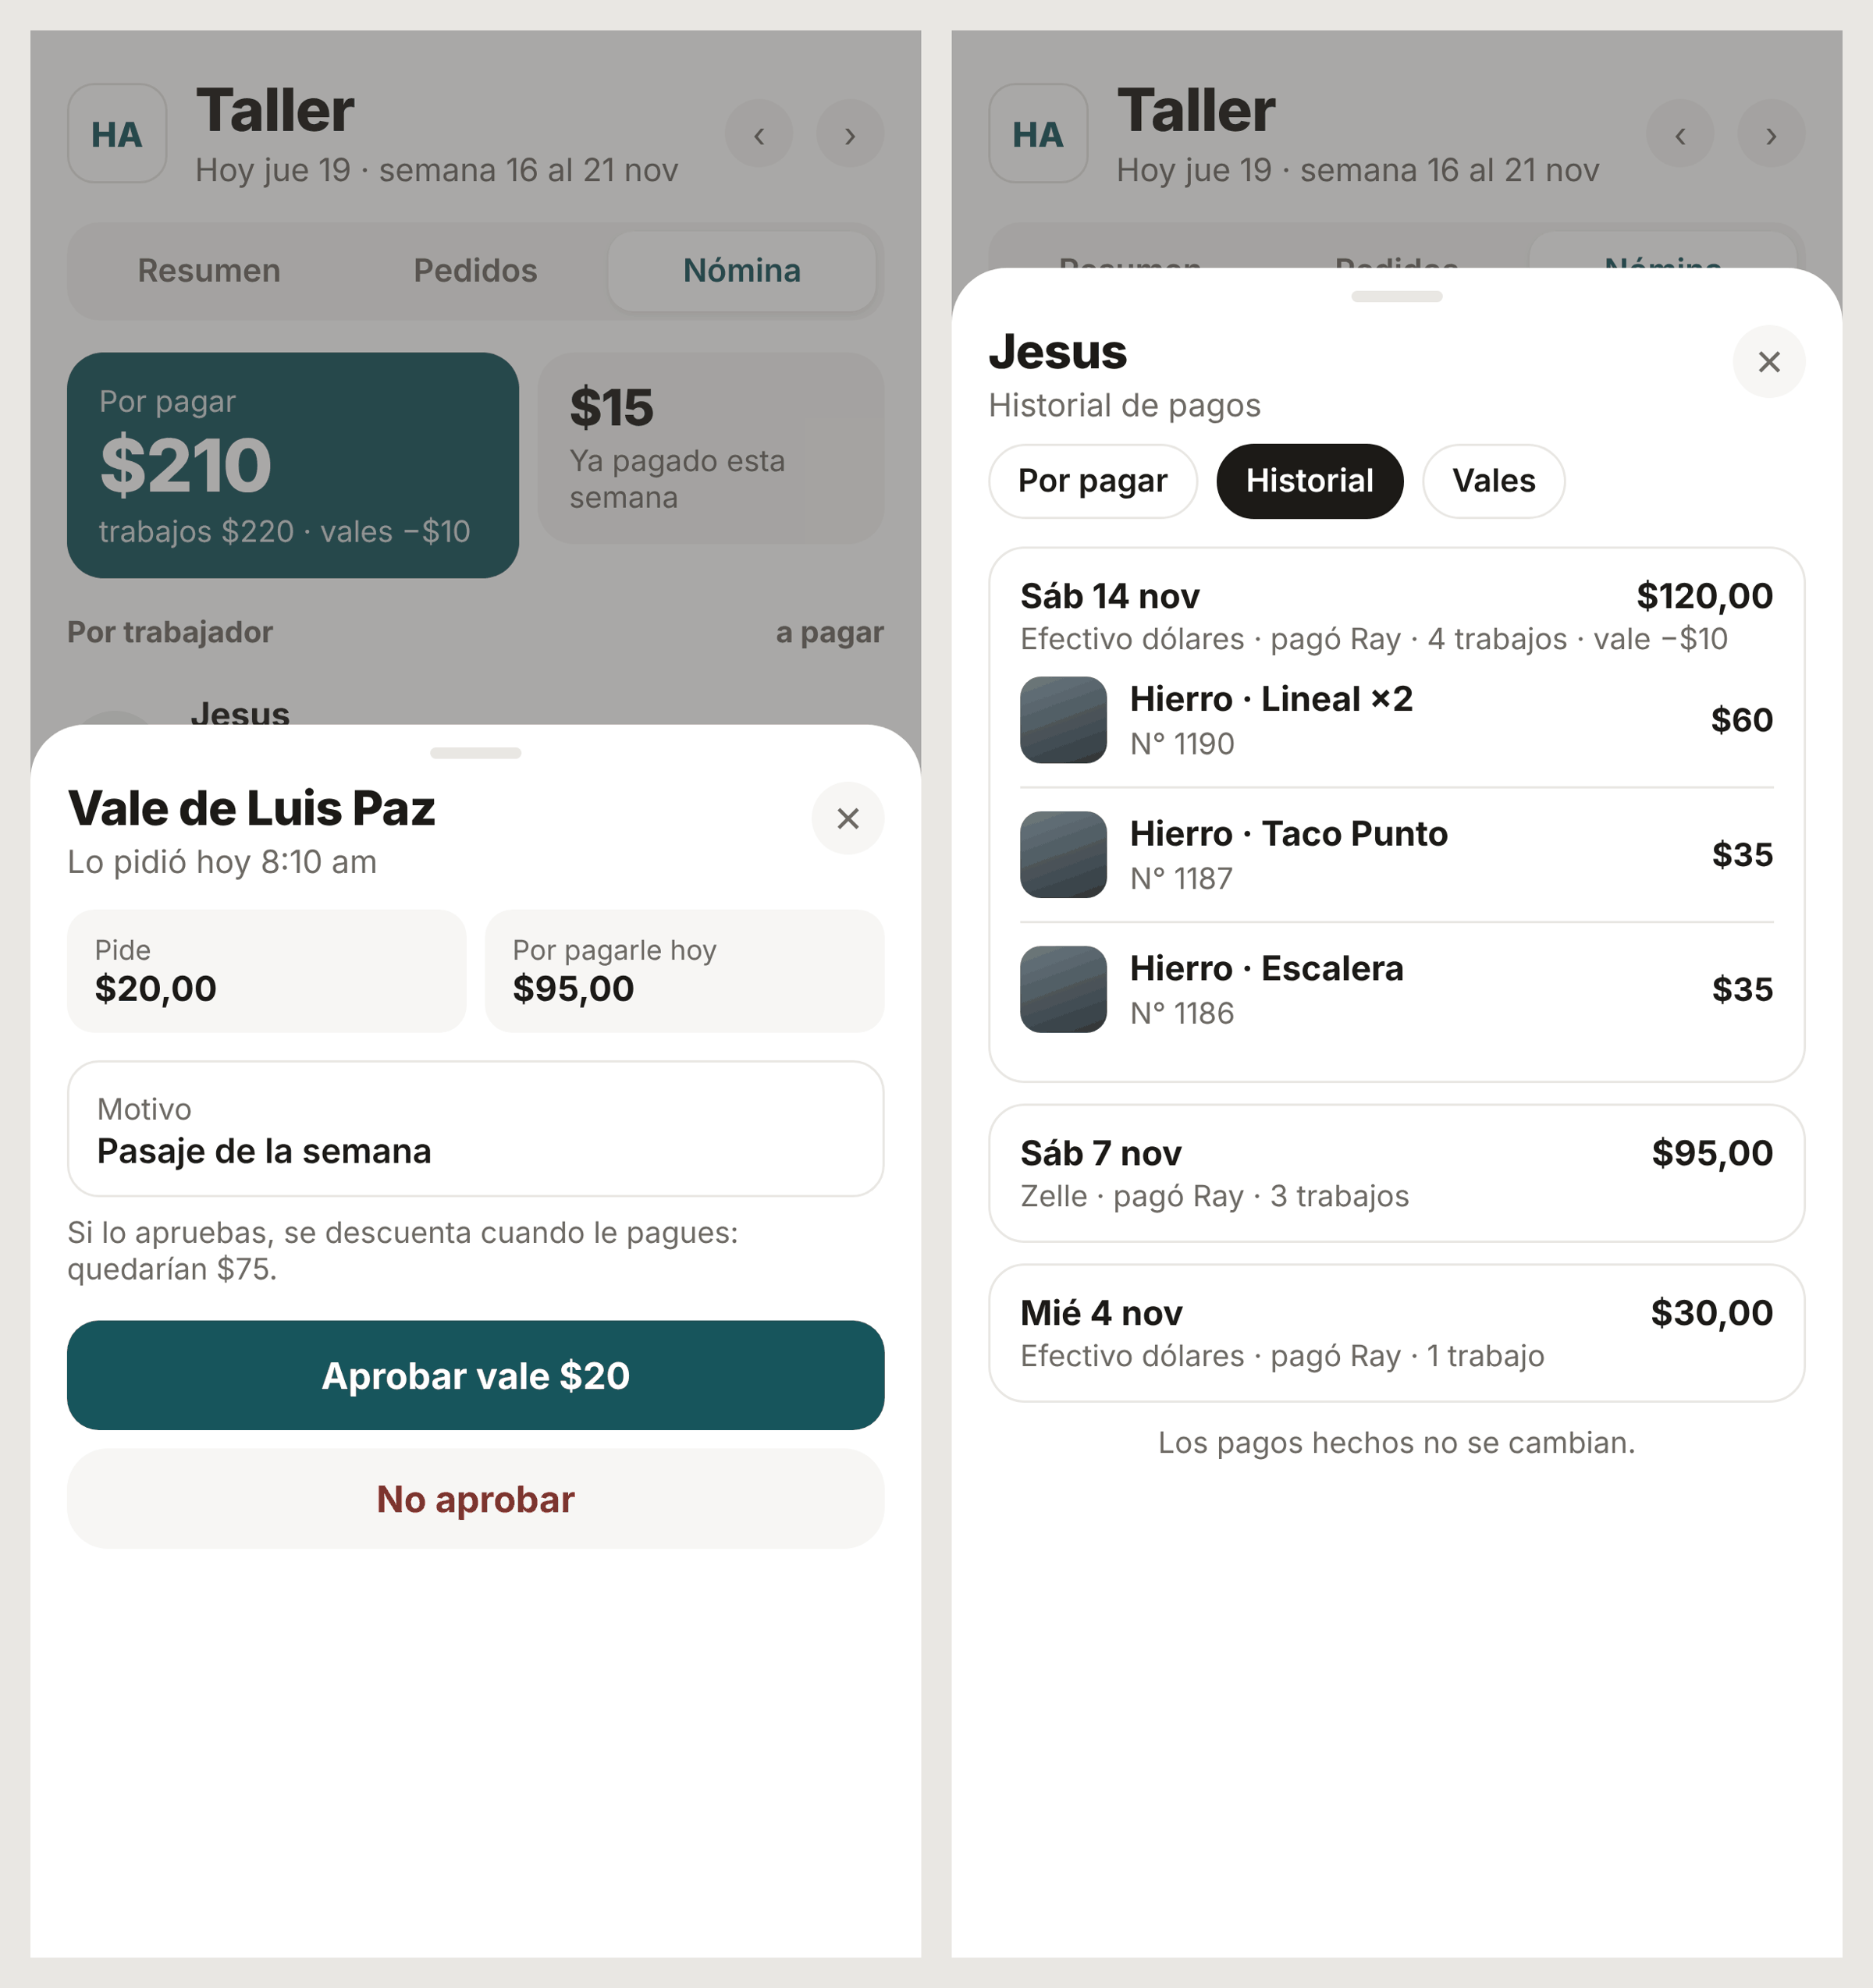 HA
Taller
Hoy jue 19 · semana 16 al 21 nov
‹ ›
Resumen Pedidos Nómina
Por pagar
$210
trabajos $220 · vales −$10
$15
Ya pagado esta
semana
Por trabajador a pagar
Jesus
Vale de Luis Paz
×
Lo pidió hoy 8:10 am
Pide
$20,00
Por pagarle hoy
$95,00
Motivo
Pasaje de la semana
Si lo apruebas, se descuenta cuando le pagues:
quedarían $75.
Aprobar vale $20
No aprobar
HA
Taller
Hoy jue 19 · semana 16 al 21 nov
‹ ›
Resumen Pedidos Nómina
Jesus
×
Historial de pagos
Por pagar Historial Vales
Sáb 14 nov $120,00
Efectivo dólares · pagó Ray · 4 trabajos · vale −$10
Hierro · Lineal ×2
N° 1190
$60
Hierro · Taco Punto
N° 1187
$35
Hierro · Escalera
N° 1186
$35
Sáb 7 nov $95,00
Zelle · pagó Ray · 3 trabajos
Mié 4 nov $30,00
Efectivo dólares · pagó Ray · 1 trabajo
Los pagos hechos no se cambian.